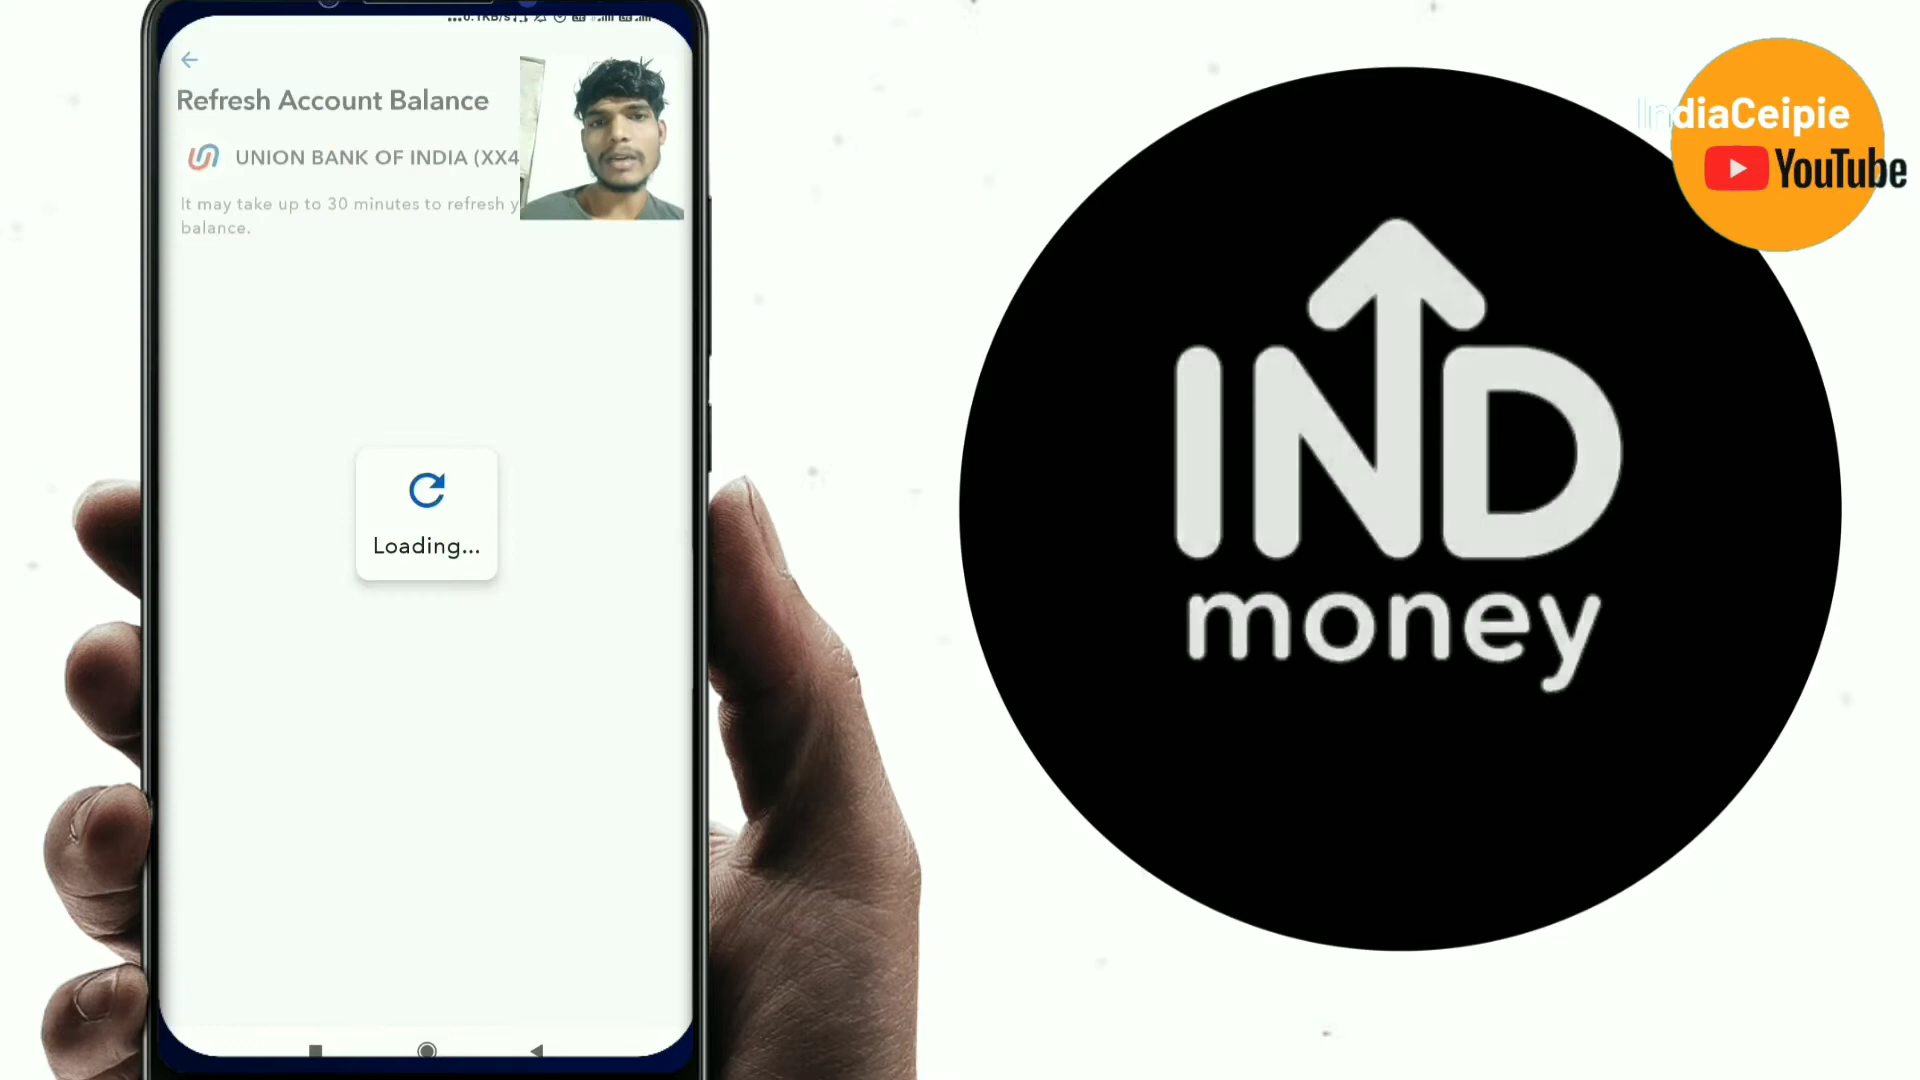 Refresh Account Balance
UNION BANK OF INDIA (XX4
It may take up to 30 minutes to refresh y
balance.
Loading...
IND
money
IndiaCeipie
YouTube